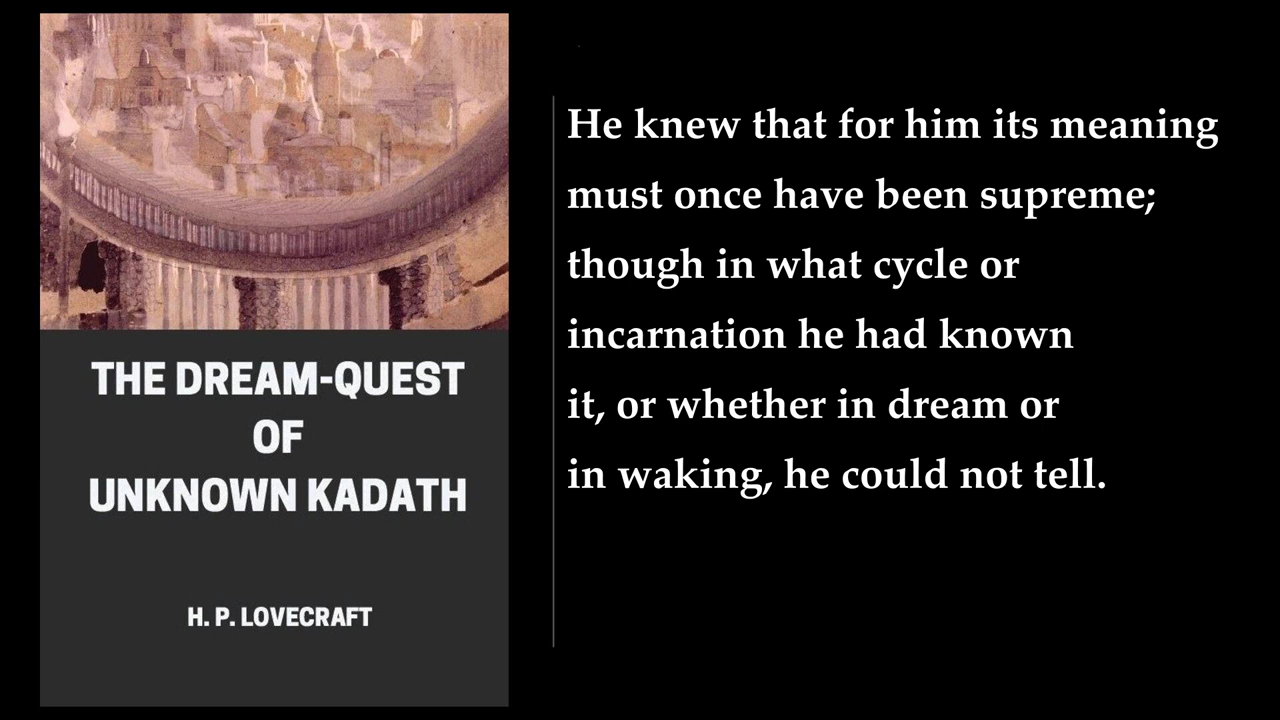 THE DREAM-QUEST
OF
UNKNOWN KADATH
H. P. LOVECRAFT
He knew that for him its meaning
must once have been supreme;
though in what cycle or
incarnation he had known
it, or whether in dream or
in waking, he could not tell.